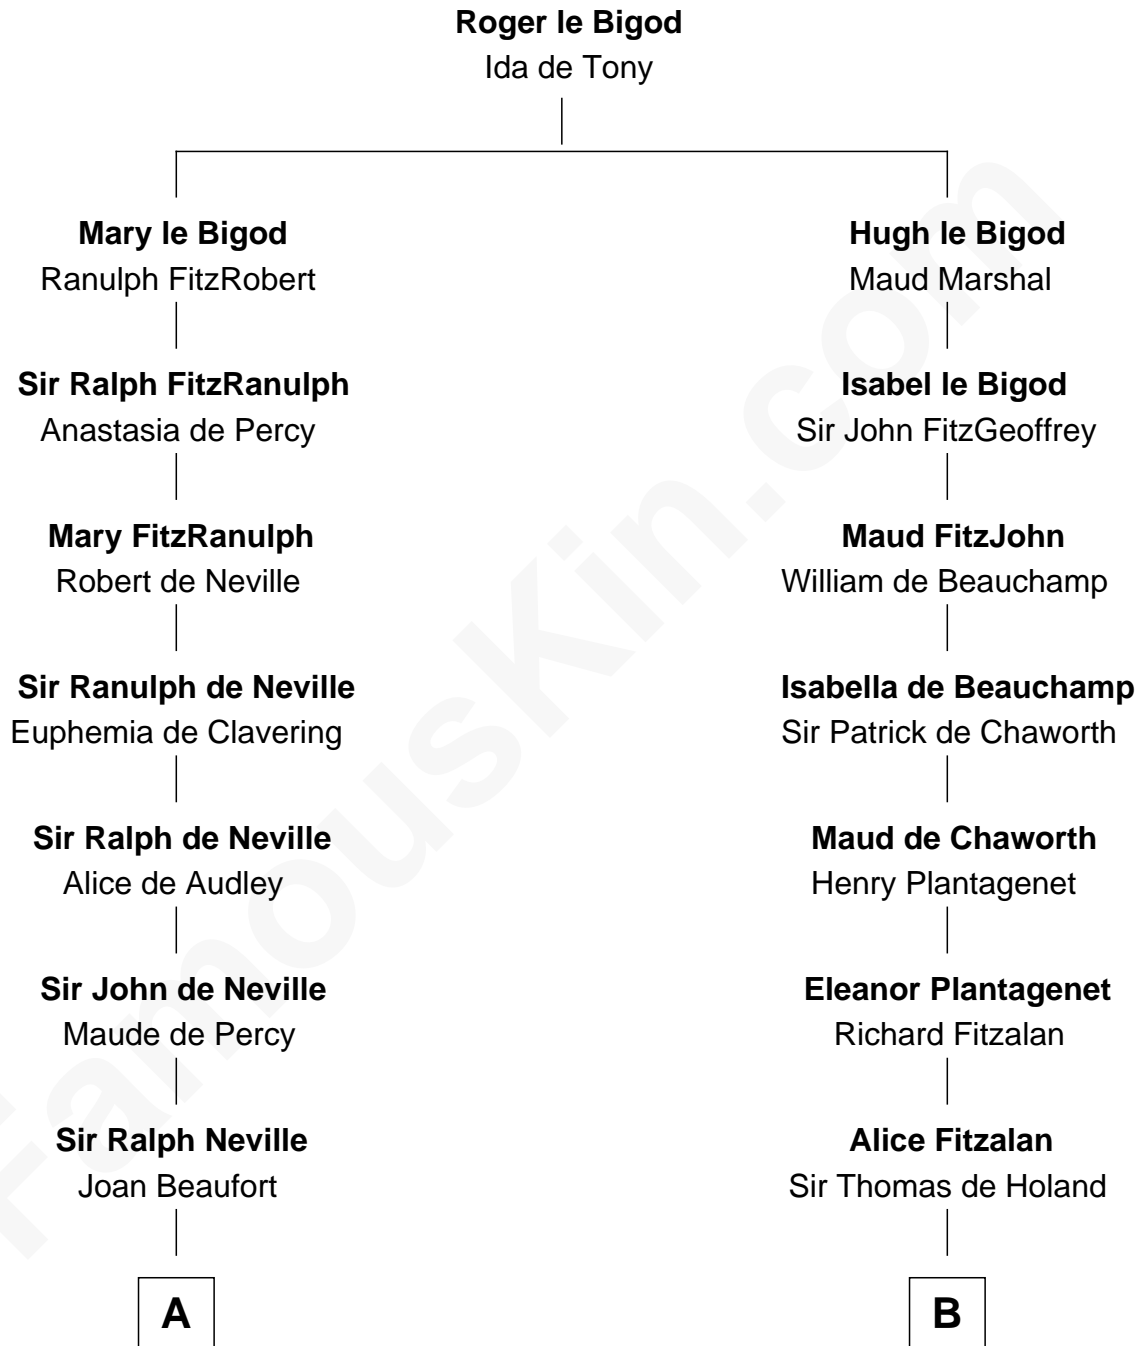 Roger le Bigod
Ida de Tony
Mary le Bigod
Ranulph FitzRobert
Hugh le Bigod
Maud Marshal
Sir Ralph FitzRanulph
Anastasia de Percy
Isabel le Bigod
Sir John FitzGeoffrey
Mary FitzRanulph
Robert de Neville
Maud FitzJohn
William de Beauchamp
Sir Ranulph de Neville
Euphemia de Clavering
Isabella de Beauchamp
Sir Patrick de Chaworth
Sir Ralph de Neville
Alice de Audley
Maud de Chaworth
Henry Plantagenet
Sir John de Neville
Maude de Percy
Eleanor Plantagenet
Richard Fitzalan
Sir Ralph Neville
Joan Beaufort
Alice Fitzalan
Sir Thomas de Holand
A
B
FamousKin.com